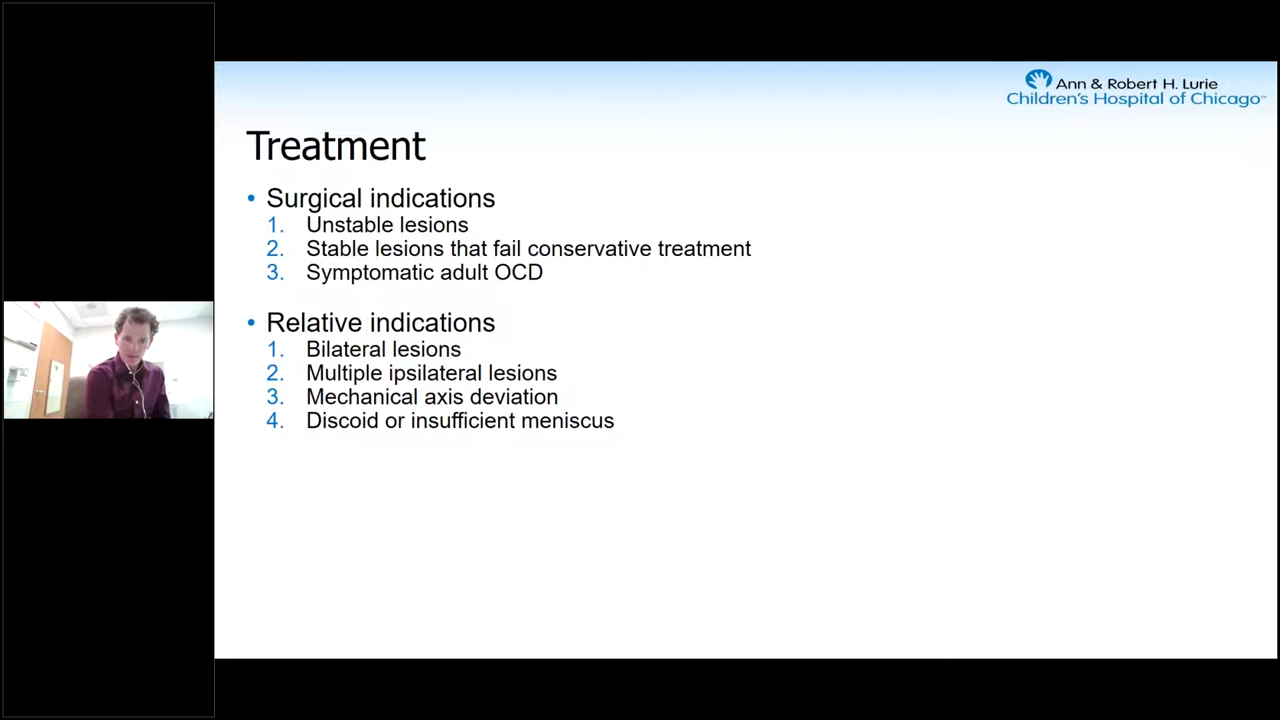 Ann & Robert H. Lurie
Children's Hospital of Chicago
Treatment
• Surgical indications
1. Unstable lesions
2. Stable lesions that fail conservative treatment
3. Symptomatic adult OCD
• Relative indications
1. Bilateral lesions
2. Multiple ipsilateral lesions
3. Mechanical axis deviation
4. Discoid or insufficient meniscus